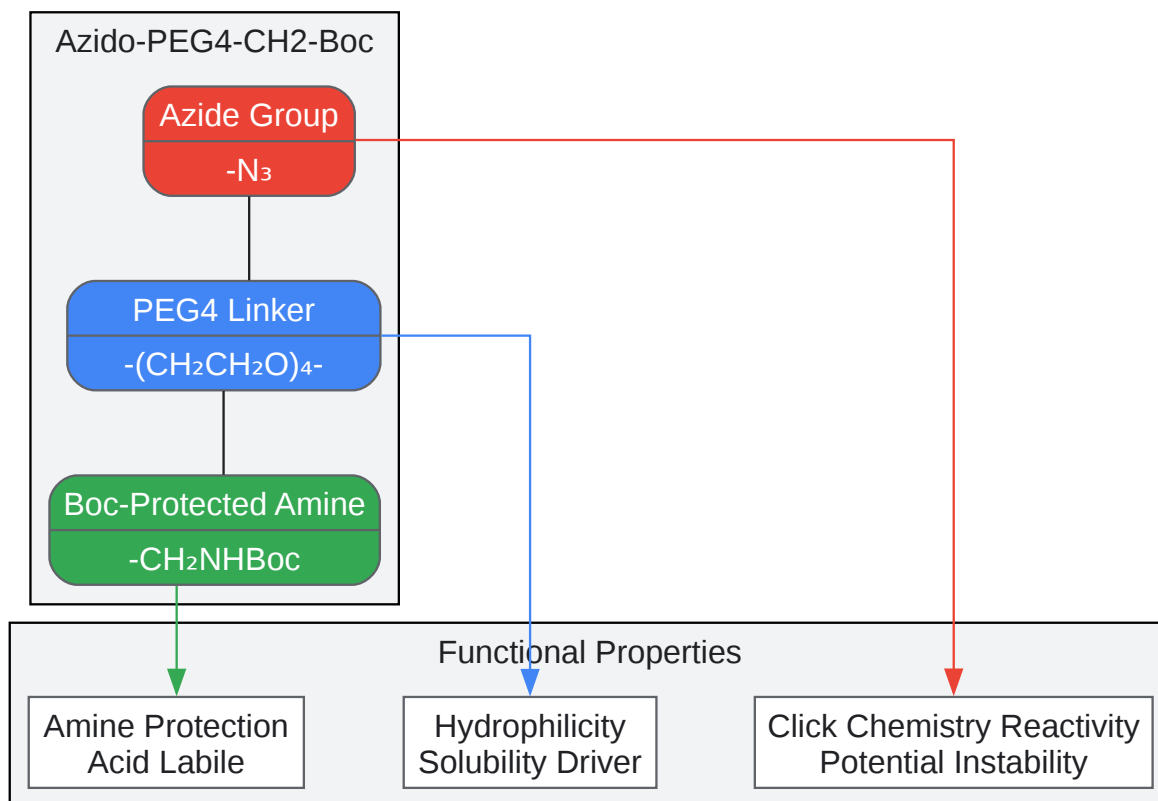 Azido-PEG4-CH2-Boc
Azide Group
-N₃
PEG4 Linker
-(CH₂CH₂O)₄-
Boc-Protected Amine
-CH₂NHBoc
Functional Properties
Amine Protection
Acid Labile
Hydrophilicity
Solubility Driver
Click Chemistry Reactivity
Potential Instability